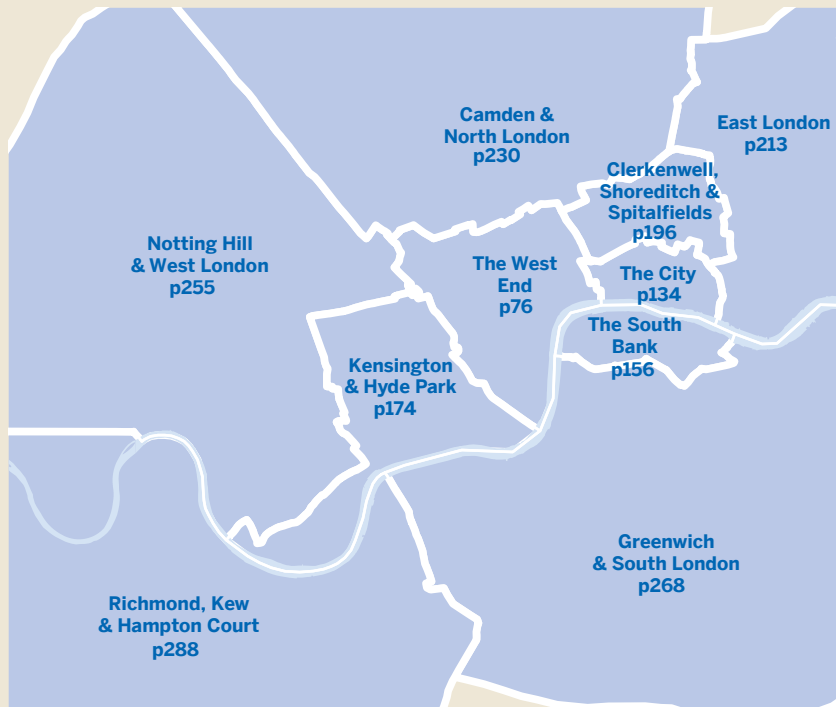 Camden &
North London
p230
East London
p213
Clerkenwell,
Shoreditch &
Spitalfields
p196
Notting Hill
& West London
p255
The West
End
p76
The City
p134
The South
Bank
p156
Kensington
& Hyde Park
p174
Greenwich
& South London
p268
Richmond, Kew
& Hampton Court
p288